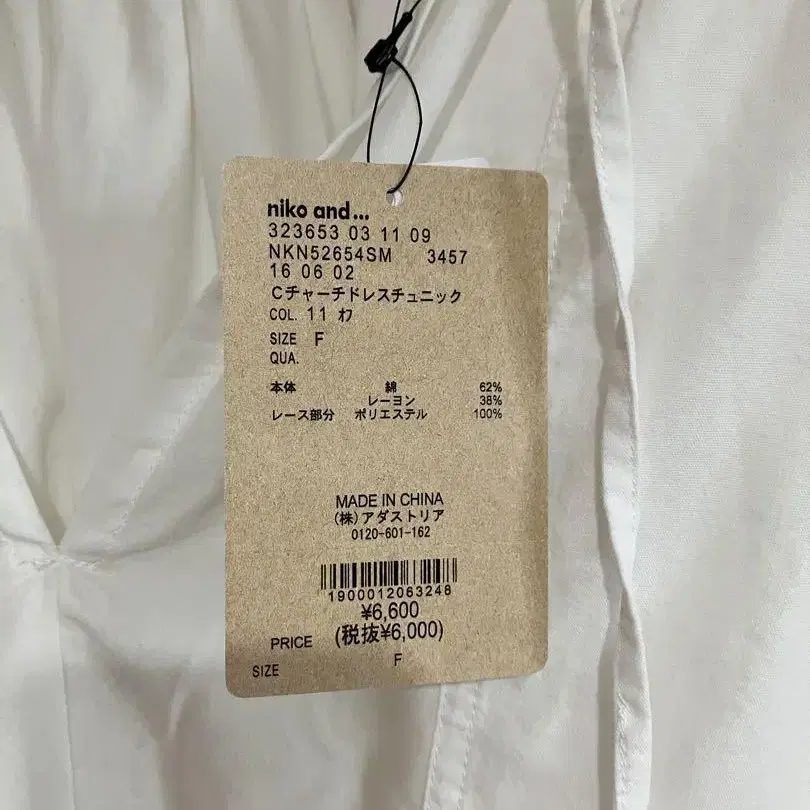 niko and...
323653 03 11 09
NKN52654SM 3457
16 06 02
Cチャーチドレスチュニック
COL. 11 ｵﾌ
SIZE F
QUA.
本体 綿 62%
レーヨン 38%
レース部分 ポリエステル 100%
MADE IN CHINA
(株)アダストリア
0120-601-162
1900012063248
¥6,600
PRICE (税抜¥6,000)
SIZE F